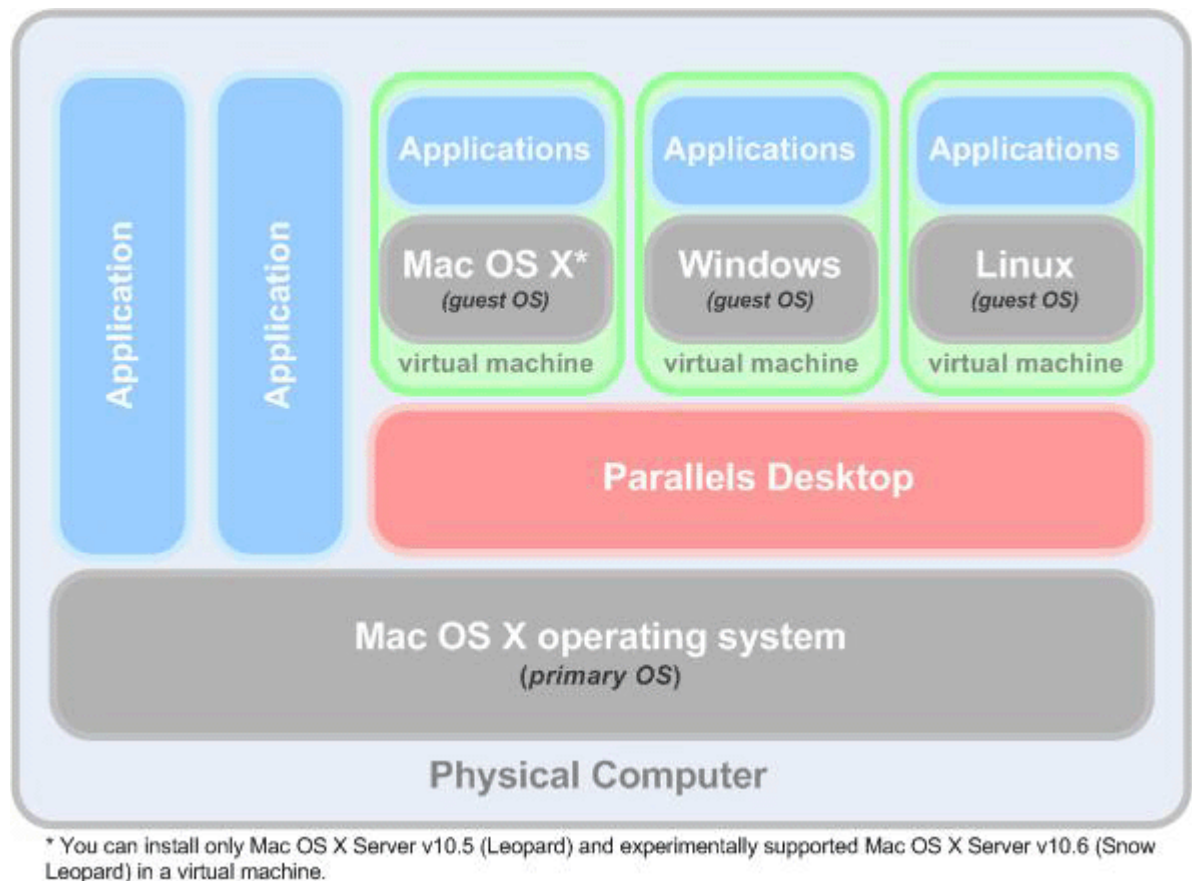 Application
Application
Applications
Mac OS X*
(guest OS)
virtual machine
Applications
Windows
(guest OS)
virtual machine
Applications
Linux
(guest OS)
virtual machine
Parallels Desktop
Mac OS X operating system
(primary OS)
Physical Computer
* You can install only Mac OS X Server v10.5 (Leopard) and experimentally supported Mac OS X Server v10.6 (Snow
Leopard) in a virtual machine.